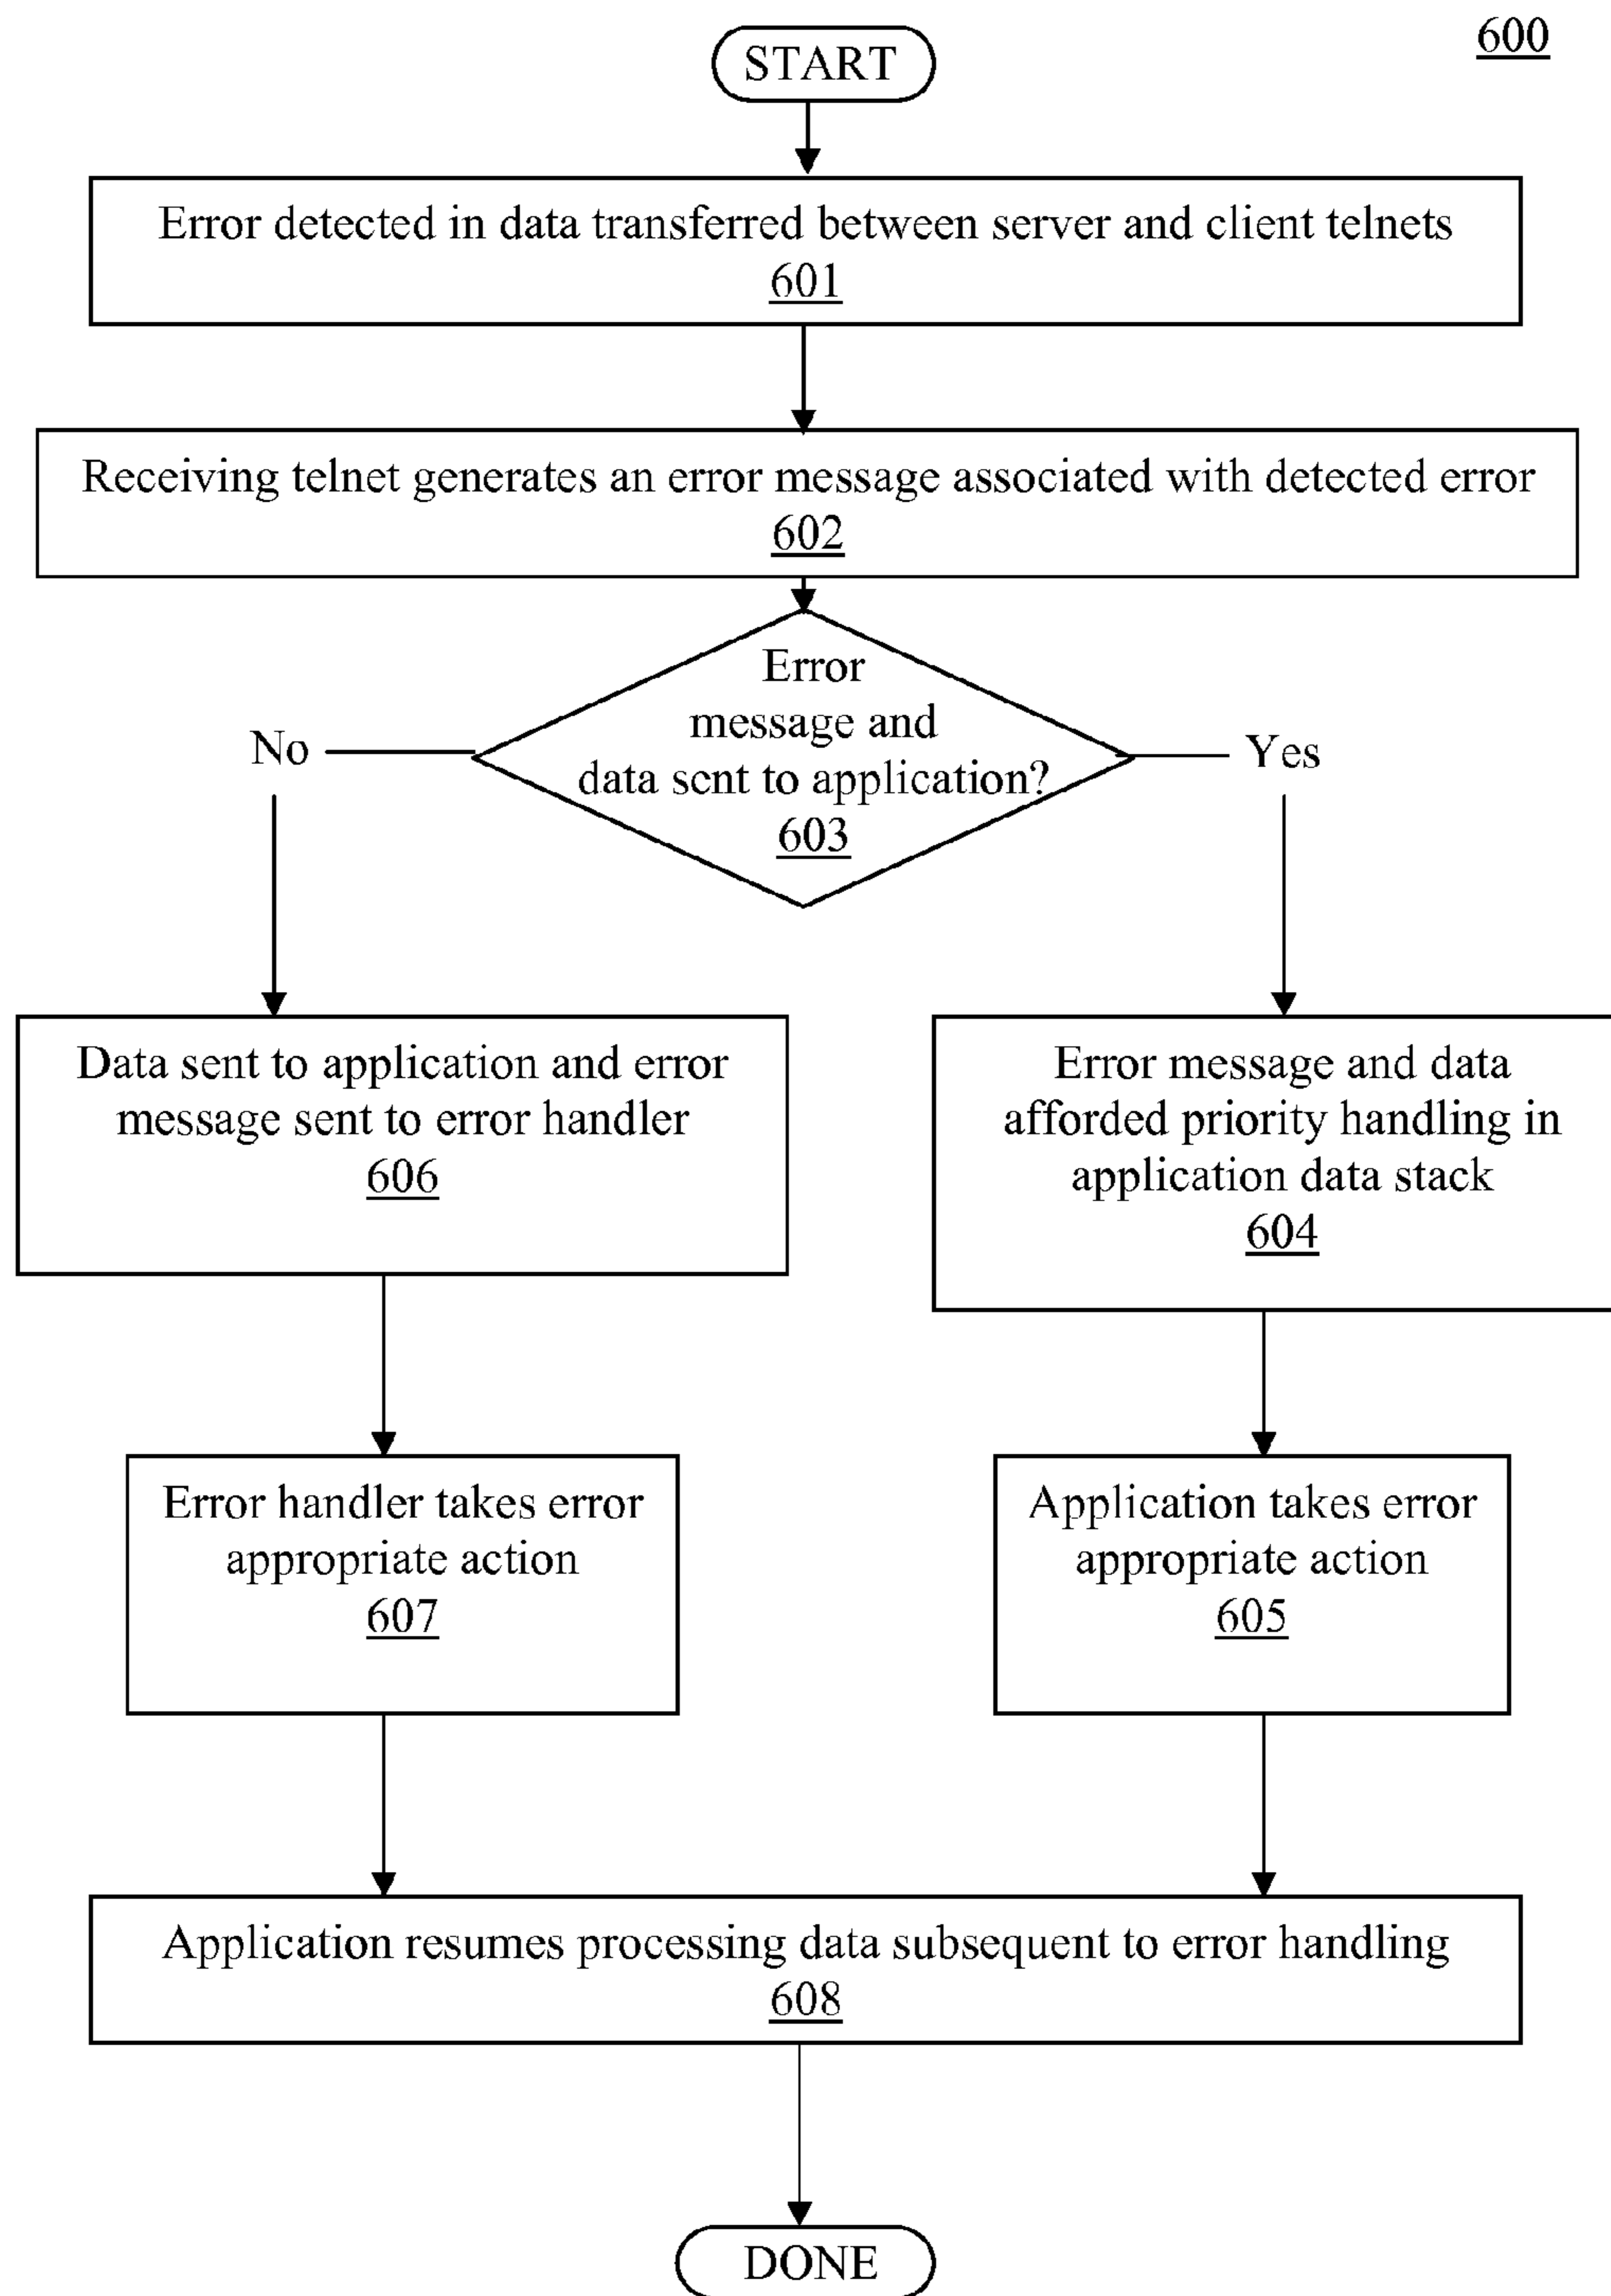 600
START
Error detected in data transferred between server and client telnets
601
Receiving telnet generates an error message associated with detected error
602
Error
message and
data sent to application?
603
No
Yes
Data sent to application and error
message sent to error handler
606
Error message and data
afforded priority handling in
application data stack
604
Error handler takes error
appropriate action
607
Application takes error
appropriate action
605
Application resumes processing data subsequent to error handling
608
DONE